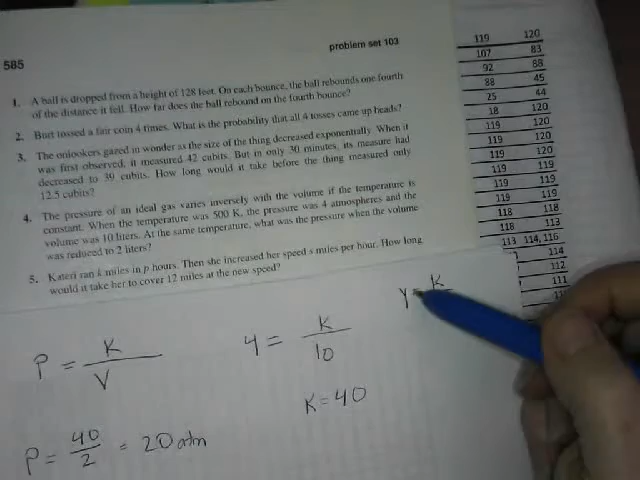 585
problem set 103
1. A ball is dropped from a height of 128 feet. On each bounce, the ball rebounds one fourth
of the distance it fell. How far does the ball rebound on the fourth bounce?
2. Burt tossed a fair coin 4 times. What is the probability that all 4 tosses came up heads?
3. The onlookers gazed in wonder as the size of the thing decreased exponentially. When it
was first observed, it measured 42 cubits. But in only 30 minutes, its measure had
decreased to 39 cubits. How long would it take before the thing measured only
12.5 cubits?
4. The pressure of an ideal gas varies inversely with the volume if the temperature is
constant. When the temperature was 500 K, the pressure was 4 atmospheres and the
volume was 10 liters. At the same temperature, what was the pressure when the volume
was reduced to 2 liters?
5. Kateri ran k miles in p hours. Then she increased her speed s miles per hour. How long
would it take her to cover 12 miles at the new speed?
119 120
107 83
92 88
88 45
25 44
18 120
119 120
119 120
119 120
119 119
119 119
119 119
118 118
118 113
113 114, 116
114
112
111
P = K / V
4 = K / 10
Y = K
K = 40
P = 40 / 2 = 20 atm